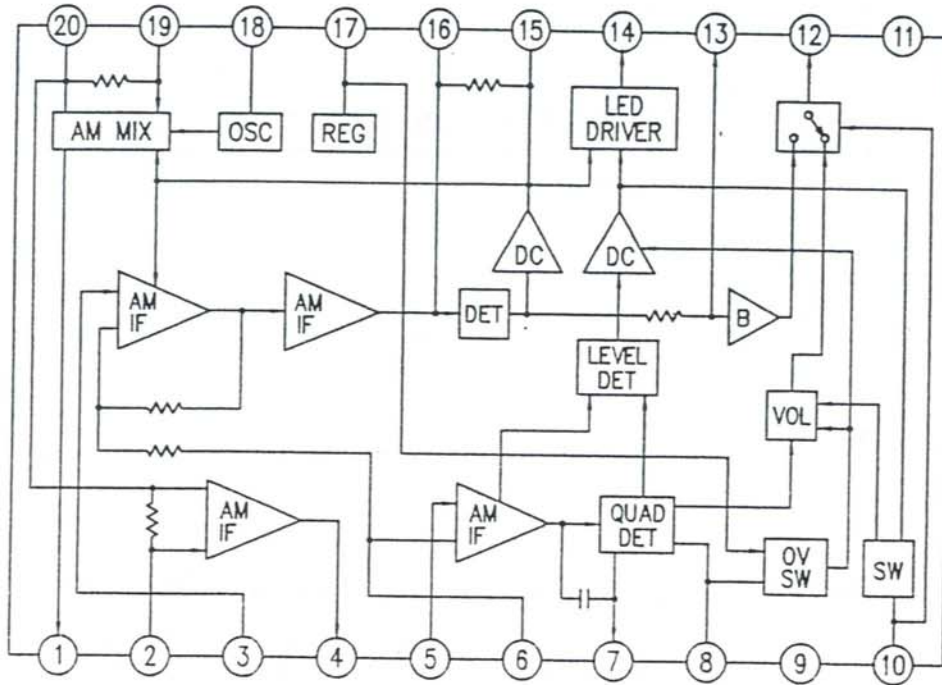 20 19 18 17 16 15 14 13 12 11
AM MIX
OSC
REG
LED
DRIVER
DC
DC
AM
IF
AM
IF
DET
B
LEVEL
DET
VOL
AM
IF
AM
IF
QUAD
DET
OV
SW
SW
1 2 3 4 5 6 7 8 9 10